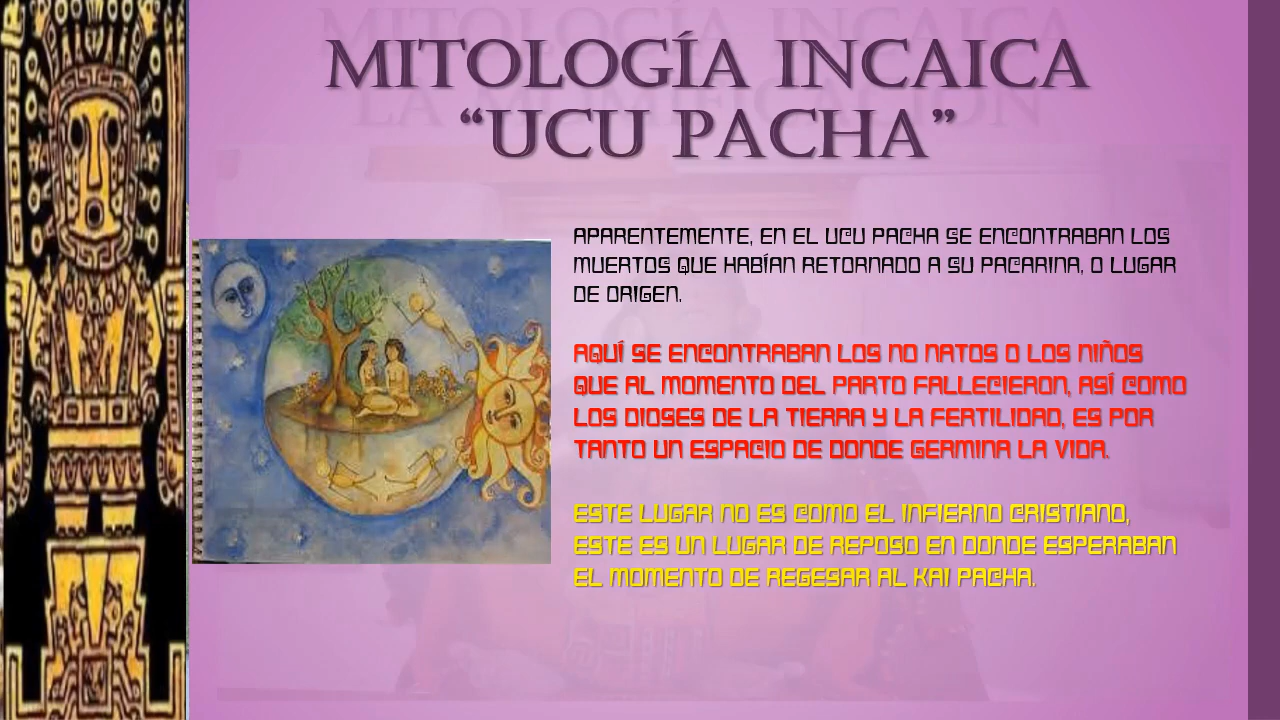 MITOLOGÍA INCAICA
“UCU PACHA”
LA MOMIFICACIÓN
APARENTEMENTE, EN EL UCU PACHA SE ENCONTRABAN LOS
MUERTOS QUE HABÍAN RETORNADO A SU PACARINA, O LUGAR
DE ORIGEN.
AQUÍ SE ENCONTRABAN LOS NO NATOS O LOS NIÑOS
QUE AL MOMENTO DEL PARTO FALLECIERON, ASÍ COMO
LOS DIOSES DE LA TIERRA Y LA FERTILIDAD, ES POR
TANTO UN ESPACIO DE DONDE GERMINA LA VIDA.
ESTE LUGAR NO ES COMO EL INFIERNO CRISTIANO,
ESTE ES UN LUGAR DE REPOSO EN DONDE ESPERABAN
EL MOMENTO DE REGESAR AL KAI PACHA.